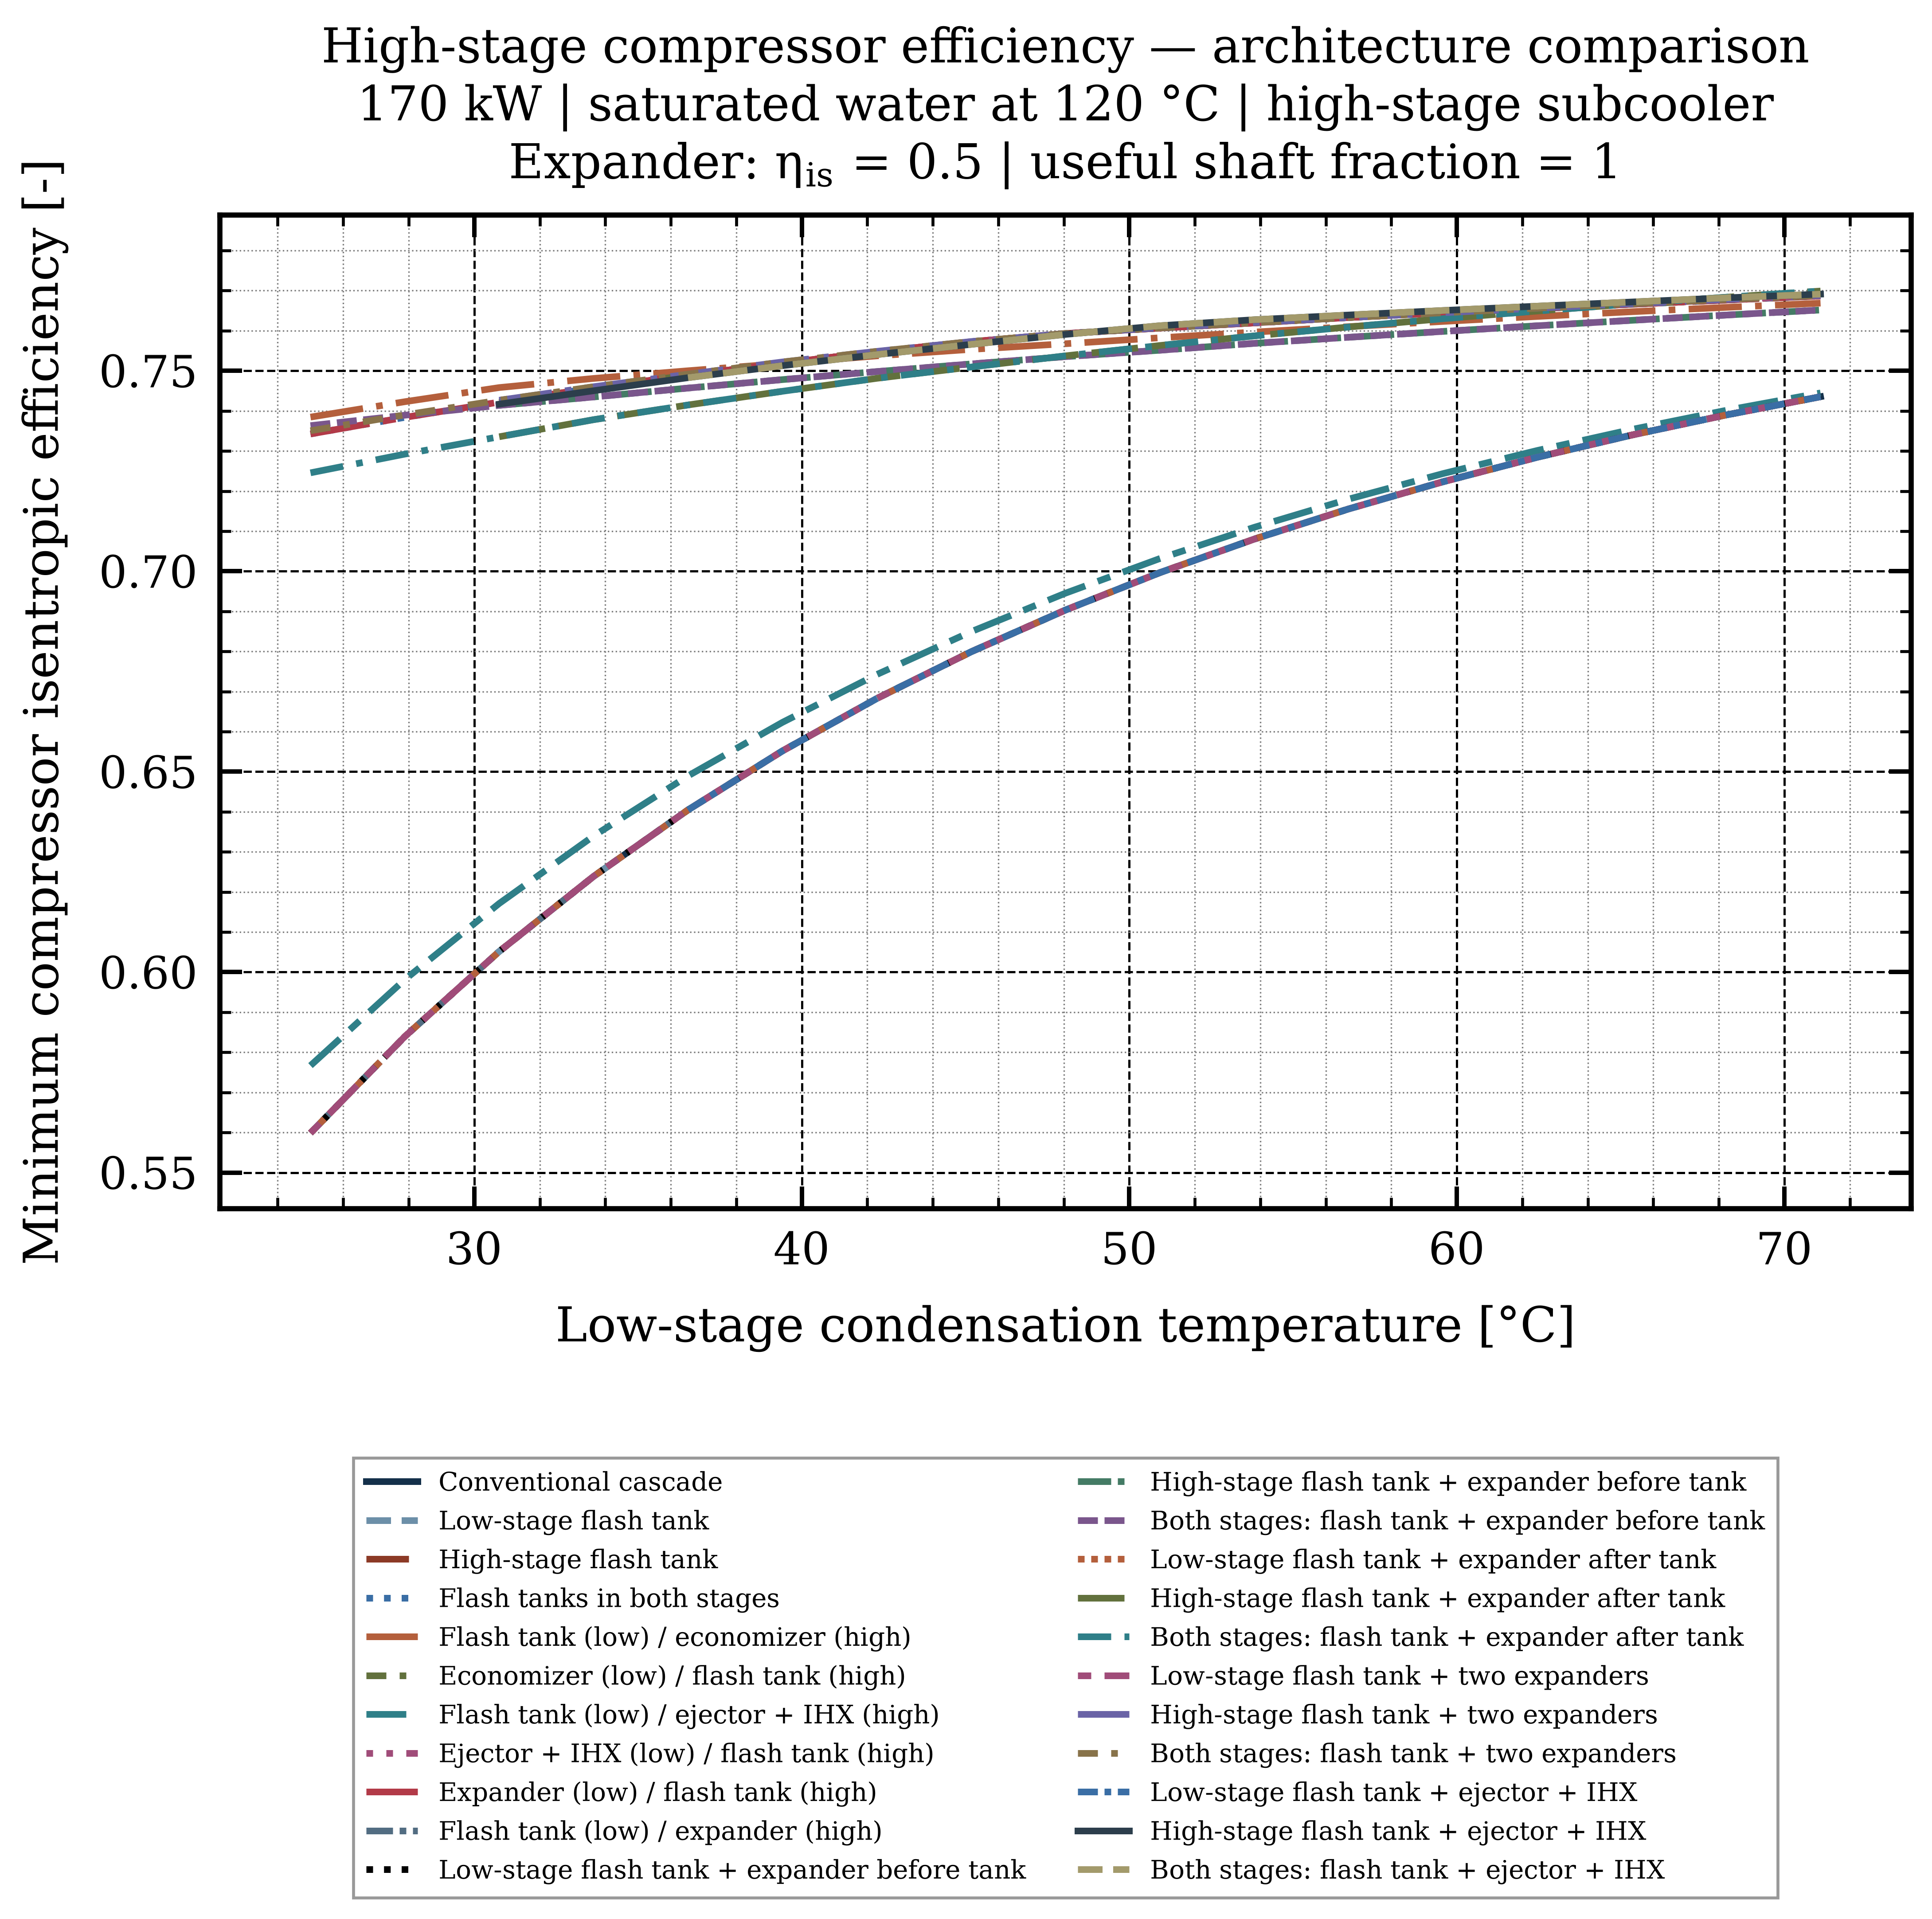 High-stage compressor efficiency — architecture comparison
170 kW | saturated water at 120 °C | high-stage subcooler
Expander: ηis = 0.5 | useful shaft fraction = 1
Minimum compressor isentropic efficiency [-]
0.75
0.70
0.65
0.60
0.55
30 40 50 60 70
Low-stage condensation temperature [°C]
Conventional cascade
Low-stage flash tank
High-stage flash tank
Flash tanks in both stages
Flash tank (low) / economizer (high)
Economizer (low) / flash tank (high)
Flash tank (low) / ejector + IHX (high)
Ejector + IHX (low) / flash tank (high)
Expander (low) / flash tank (high)
Flash tank (low) / expander (high)
Low-stage flash tank + expander before tank
High-stage flash tank + expander before tank
Both stages: flash tank + expander before tank
Low-stage flash tank + expander after tank
High-stage flash tank + expander after tank
Both stages: flash tank + expander after tank
Low-stage flash tank + two expanders
High-stage flash tank + two expanders
Both stages: flash tank + two expanders
Low-stage flash tank + ejector + IHX
High-stage flash tank + ejector + IHX
Both stages: flash tank + ejector + IHX